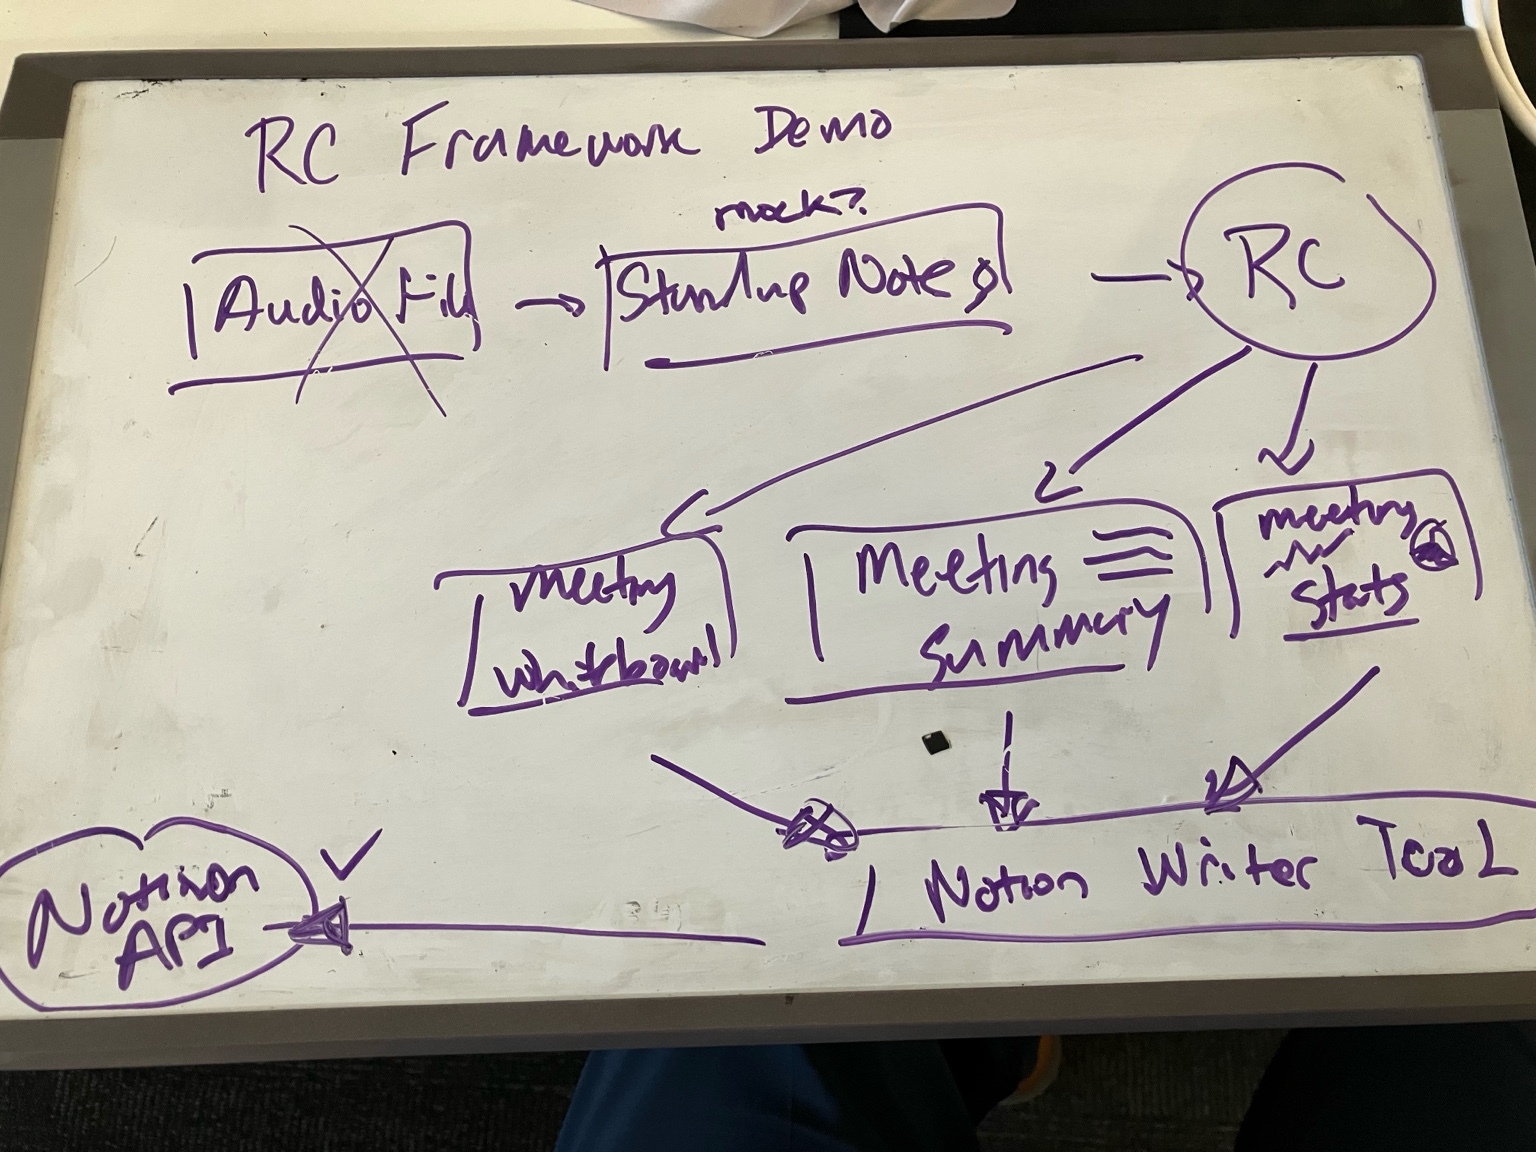 RC Framework Demo
mock?
Audio File
Standup Notes
RC
Meeting
Whiteboard
Meeting
Summary
Meeting
Stats
Notion Writer Tool
Notion
API